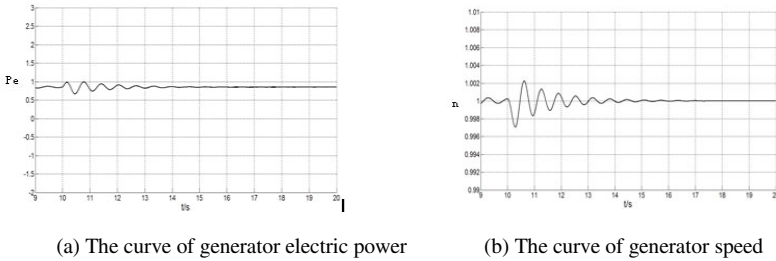 3
2.5
2
1.5
Pe
1
0.5
0
-0.5
-1
-1.5
-2
9 10 11 12 13 14 15 16 17 18 19 20
t/s
1.01
1.008
1.006
1.004
1.002
n
1
0.998
0.996
0.994
0.992
0.99
9 10 11 12 13 14 15 16 17 18 19 20
t/s
(a) The curve of generator electric power
(b) The curve of generator speed